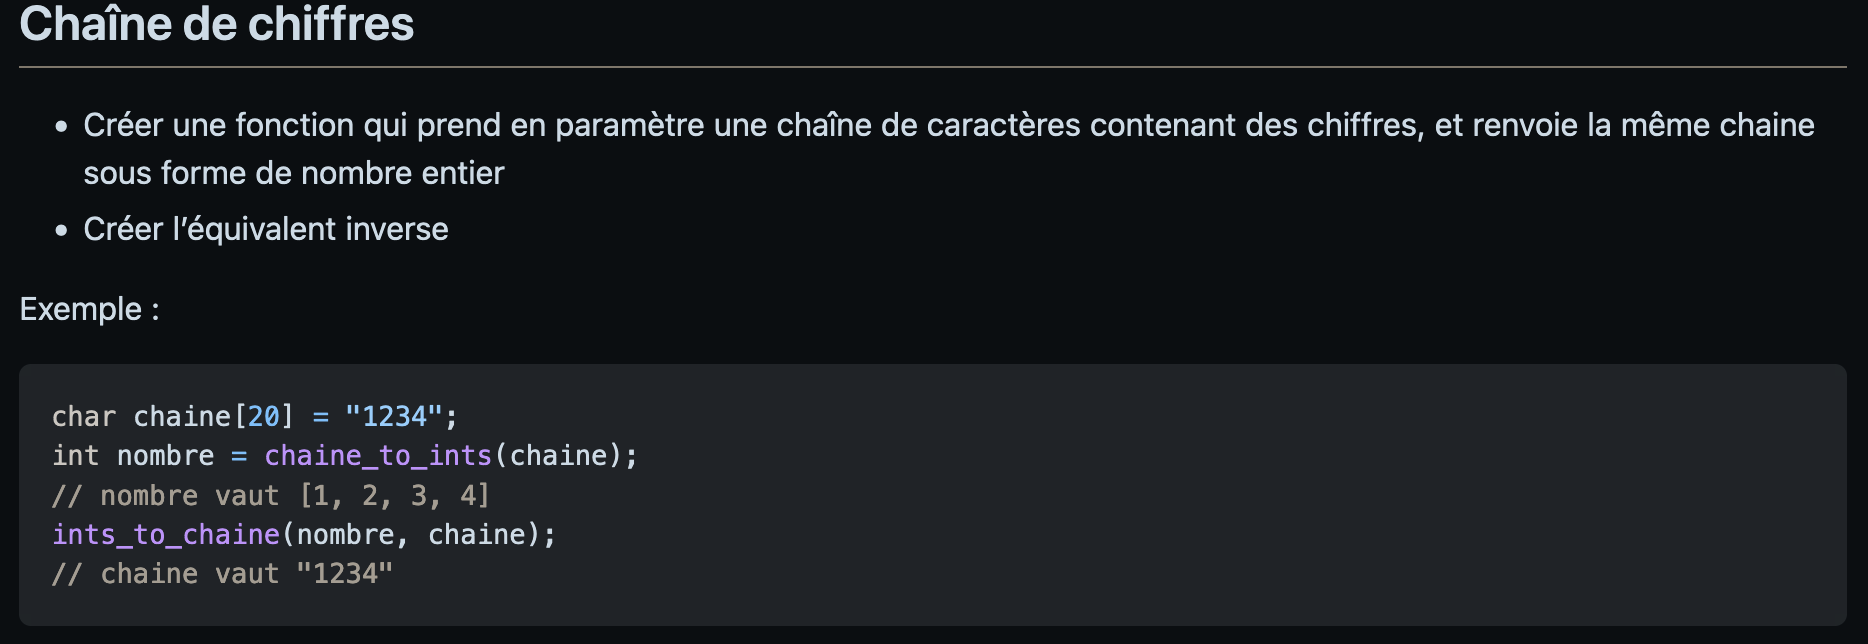 Chaîne de chiffres
• Créer une fonction qui prend en paramètre une chaîne de caractères contenant des chiffres, et renvoie la même chaine
sous forme de nombre entier
• Créer l’équivalent inverse
Exemple :
char chaine[20] = "1234";
int nombre = chaine_to_ints(chaine);
// nombre vaut [1, 2, 3, 4]
ints_to_chaine(nombre, chaine);
// chaine vaut "1234"